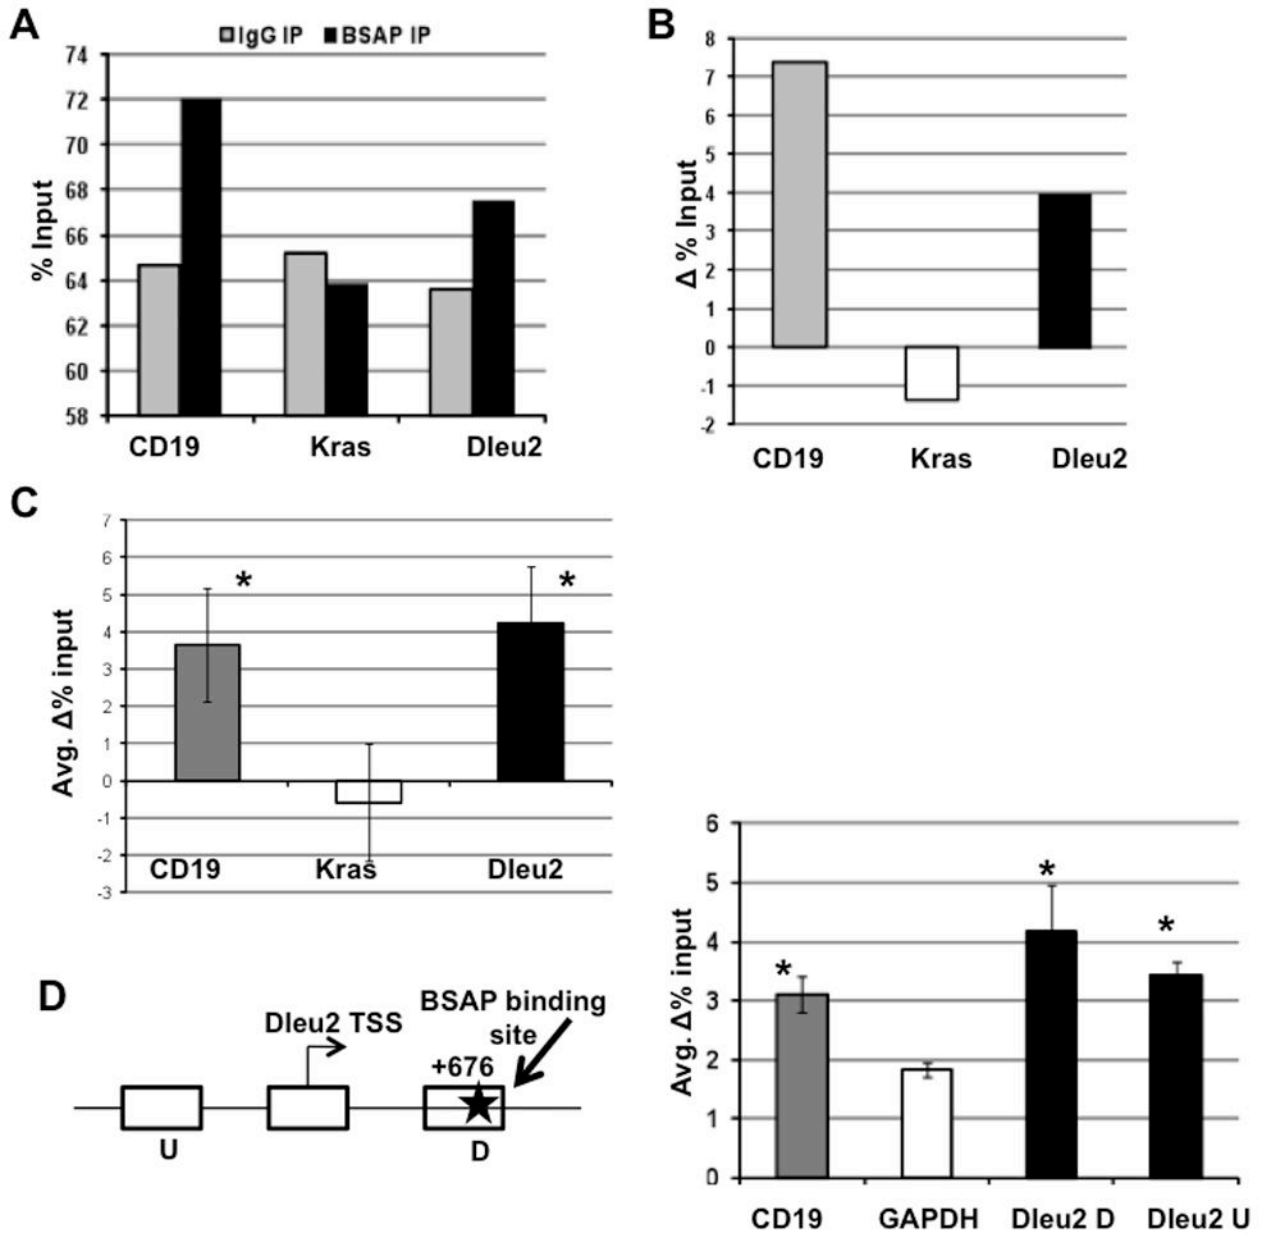 A
IgG IP BSAP IP
74
72
70
68
66
64
62
60
58
% Input
CD19 Kras Dleu2
B
8
7
6
5
4
3
2
1
0
-1
-2
Δ % Input
CD19 Kras Dleu2
C
7
6
5
4
3
2
1
0
-1
-2
-3
Avg. Δ% input
* *
CD19 Kras Dleu2
D
Dleu2 TSS
BSAP binding
site
+676
U D
6
5
4
3
2
1
0
Avg. Δ% input
* * *
CD19 GAPDH Dleu2 D Dleu2 U